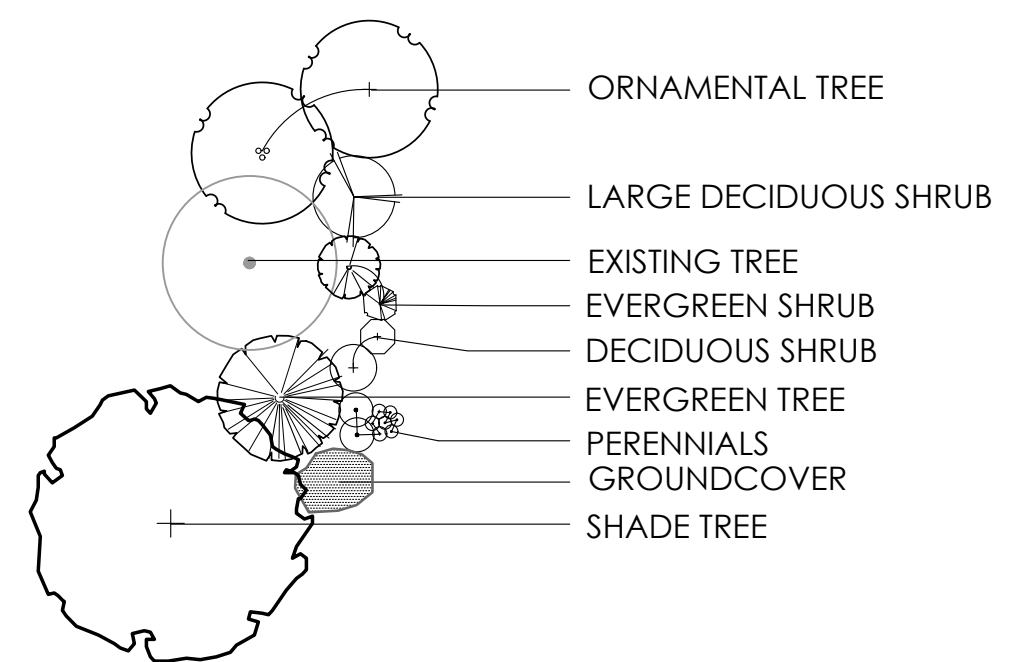 ORNAMENTAL TREE
LARGE DECIDUOUS SHRUB
EXISTING TREE
EVERGREEN SHRUB
DECIDUOUS SHRUB
EVERGREEN TREE
PERENNIALS
GROUNDCOVER
SHADE TREE